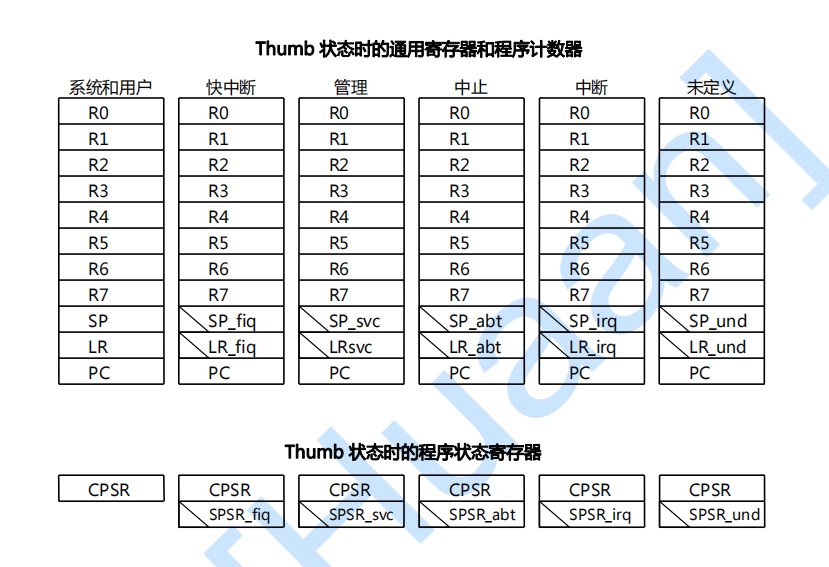 Thumb 状态时的通用寄存器和程序计数器
系统和用户 快中断 管理 中止 中断 未定义
R0 R0 R0 R0 R0 R0
R1 R1 R1 R1 R1 R1
R2 R2 R2 R2 R2 R2
R3 R3 R3 R3 R3 R3
R4 R4 R4 R4 R4 R4
R5 R5 R5 R5 R5 R5
R6 R6 R6 R6 R6 R6
R7 R7 R7 R7 R7 R7
SP SP_fiq SP_svc SP_abt SP_irq SP_und
LR LR_fiq LRsvc LR_abt LR_irq LR_und
PC PC PC PC PC PC
Thumb 状态时的程序状态寄存器
CPSR CPSR CPSR CPSR CPSR CPSR
SPSR_fiq SPSR_svc SPSR_abt SPSR_irq SPSR_und
[Huaan]